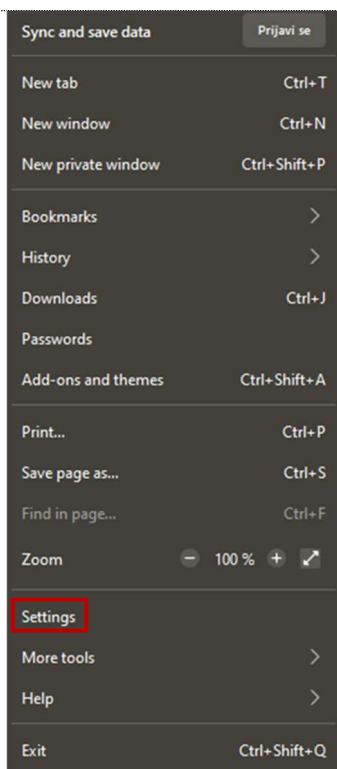 Sync and save data Prijavi se
New tab Ctrl+T
New window Ctrl+N
New private window Ctrl+Shift+P
Bookmarks
History
Downloads Ctrl+J
Passwords
Add-ons and themes Ctrl+Shift+A
Print... Ctrl+P
Save page as... Ctrl+S
Find in page... Ctrl+F
Zoom − 100 % +
Settings
More tools
Help
Exit Ctrl+Shift+Q